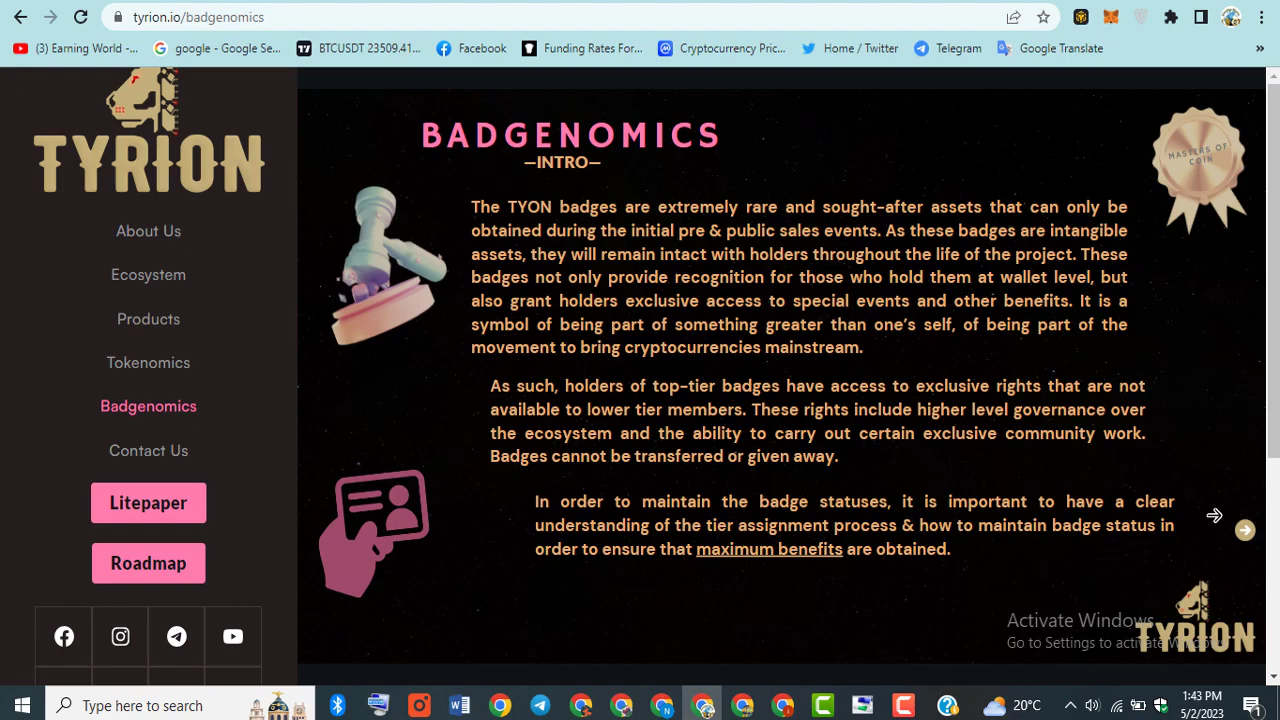 tyrion.io/badgenomics
(3) Earning World -...
google - Google Se...
BTCUSDT 23509.41...
Facebook
Funding Rates For...
Cryptocurrency Pric...
Home / Twitter
Telegram
Google Translate
»
TYRION
About Us
Ecosystem
Products
Tokenomics
Badgenomics
Contact Us
Litepaper
Roadmap
BADGENOMICS
—INTRO—
MASTERS OF
COIN
The TYON badges are extremely rare and sought-after assets that can only be
obtained during the initial pre & public sales events. As these badges are intangible
assets, they will remain intact with holders throughout the life of the project. These
badges not only provide recognition for those who hold them at wallet level, but
also grant holders exclusive access to special events and other benefits. It is a
symbol of being part of something greater than one's self, of being part of the
movement to bring cryptocurrencies mainstream.
As such, holders of top-tier badges have access to exclusive rights that are not
available to lower tier members. These rights include higher level governance over
the ecosystem and the ability to carry out certain exclusive community work.
Badges cannot be transferred or given away.
In order to maintain the badge statuses, it is important to have a clear
understanding of the tier assignment process & how to maintain badge status in
order to ensure that maximum benefits are obtained.
Activate Windows
Go to Settings to activate Windows.
TYRION
Type here to search
20°C
1:43 PM
5/2/2023
1